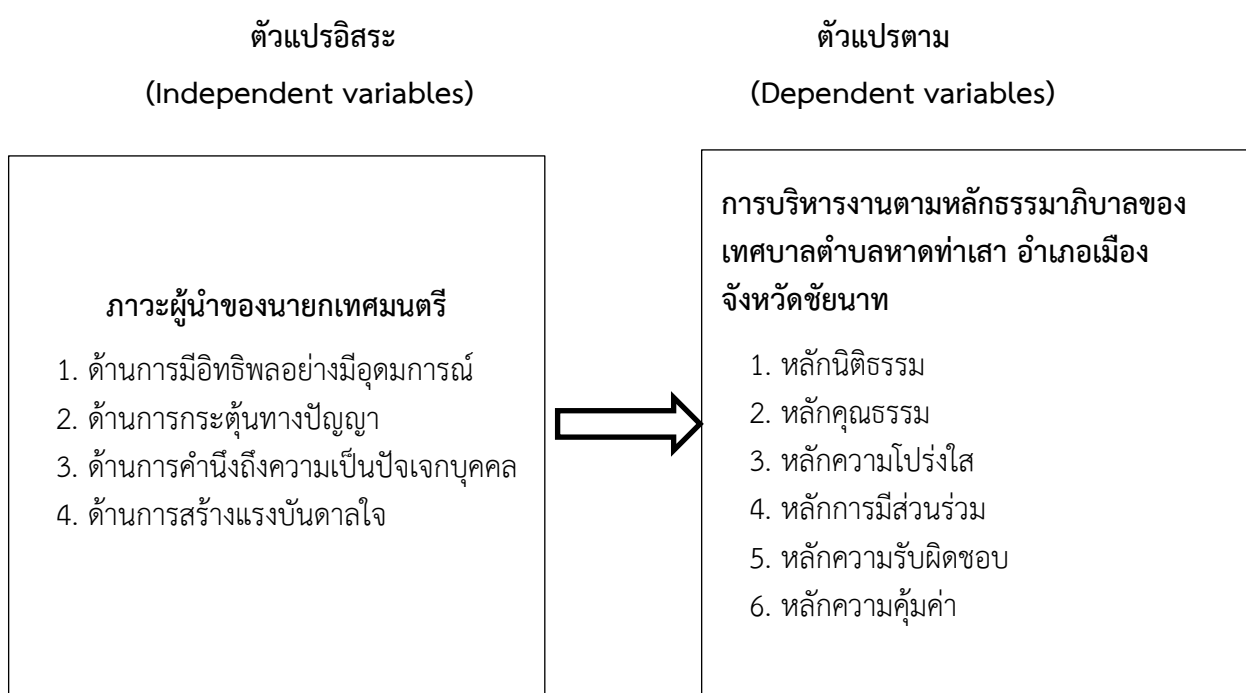 ตัวแปรอิสระ
(Independent variables)
ตัวแปรตาม
(Dependent variables)
ภาวะผู้นำของนายกเทศมนตรี
1. ด้านการมีอิทธิพลอย่างมีอุดมการณ์
2. ด้านการกระตุ้นทางปัญญา
3. ด้านการคำนึงถึงความเป็นปัจเจกบุคคล
4. ด้านการสร้างแรงบันดาลใจ
การบริหารงานตามหลักธรรมาภิบาลของ
เทศบาลตำบลหาดท่าเสา อำเภอเมือง
จังหวัดชัยนาท
1. หลักนิติธรรม
2. หลักคุณธรรม
3. หลักความโปร่งใส
4. หลักการมีส่วนร่วม
5. หลักความรับผิดชอบ
6. หลักความคุ้มค่า